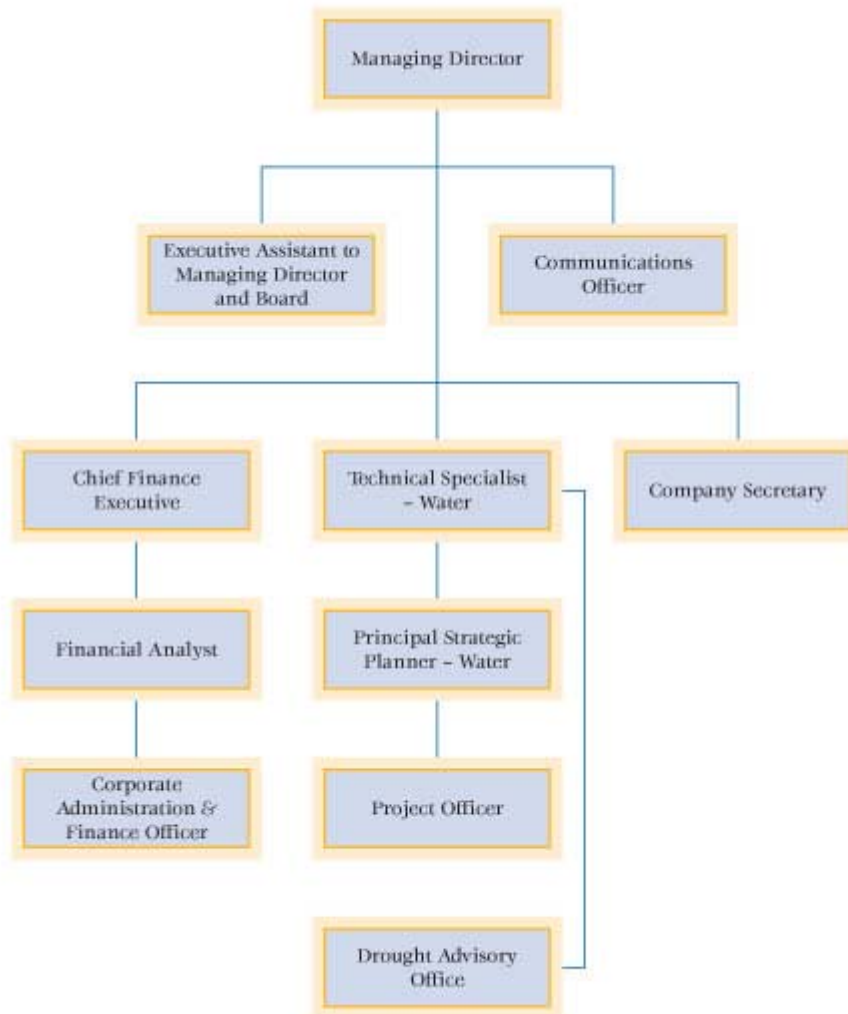 Managing Director
Executive Assistant to
Managing Director
and Board
Communications
Officer
Chief Finance
Executive
Technical Specialist
– Water
Company Secretary
Financial Analyst
Principal Strategic
Planner – Water
Corporate
Administration &
Finance Officer
Project Officer
Drought Advisory
Office